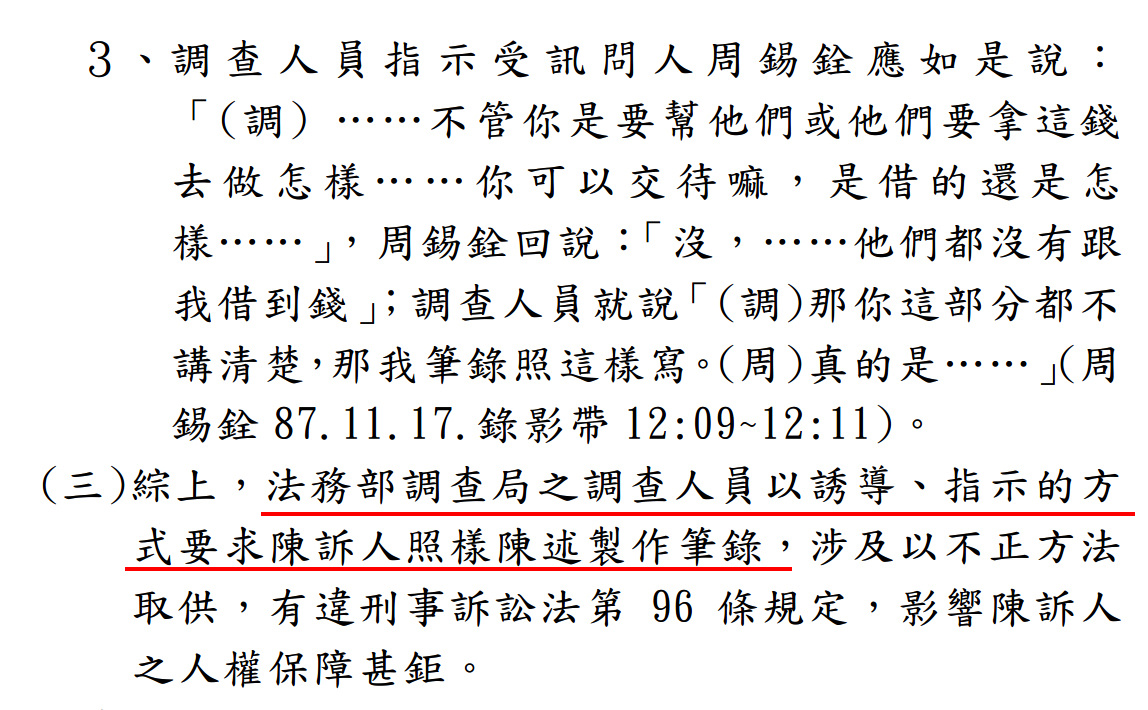 3、調查人員指示受訊問人周錫銓應如是說：
「(調) ……不管你是要幫他們或他們要拿這錢
去做怎樣……你可以交待嘛，是借的還是怎
樣……」，周錫銓回說：「沒，……他們都沒有跟
我借到錢」；調查人員就說「(調)那你這部分都不
講清楚，那我筆錄照這樣寫。(周)真的是……」(周
錫銓 87.11.17.錄影帶 12:09~12:11)。
(三)綜上，法務部調查局之調查人員以誘導、指示的方
式要求陳訴人照樣陳述製作筆錄，涉及以不正方法
取供，有違刑事訴訟法第 96 條規定，影響陳訴人
之人權保障甚鉅。